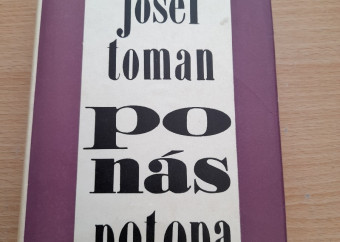 josef
toman
po
nás
potopa